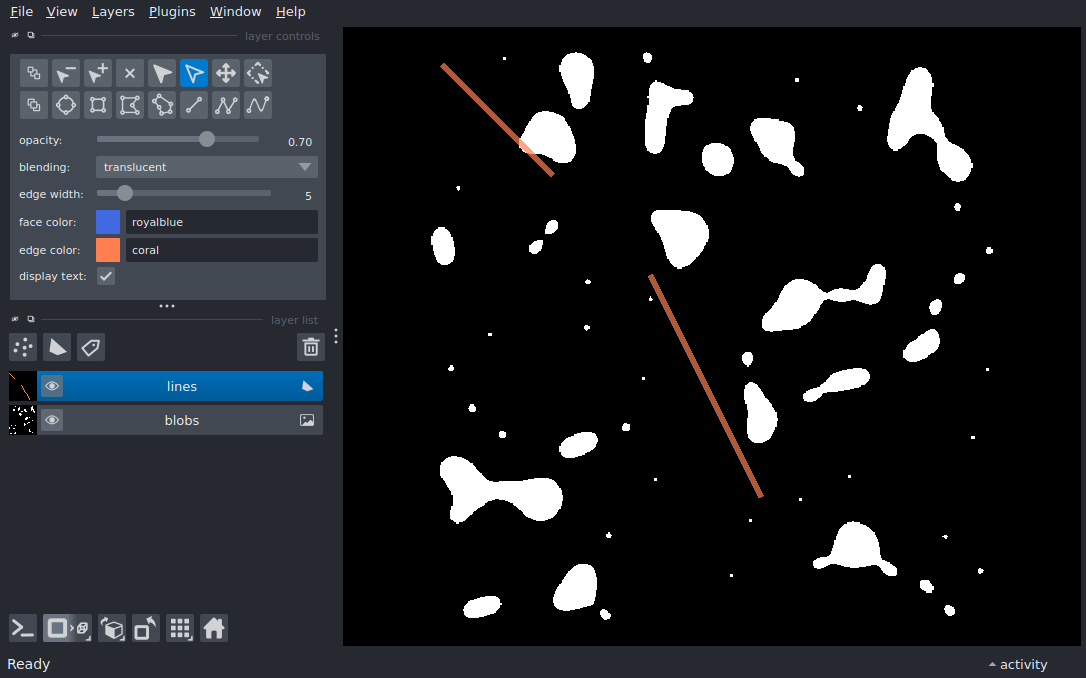 File View Layers Plugins Window Help
layer controls
opacity: 0.70
blending: translucent
edge width: 5
face color: royalblue
edge color: coral
display text:
layer list
lines
blobs
Ready
activity